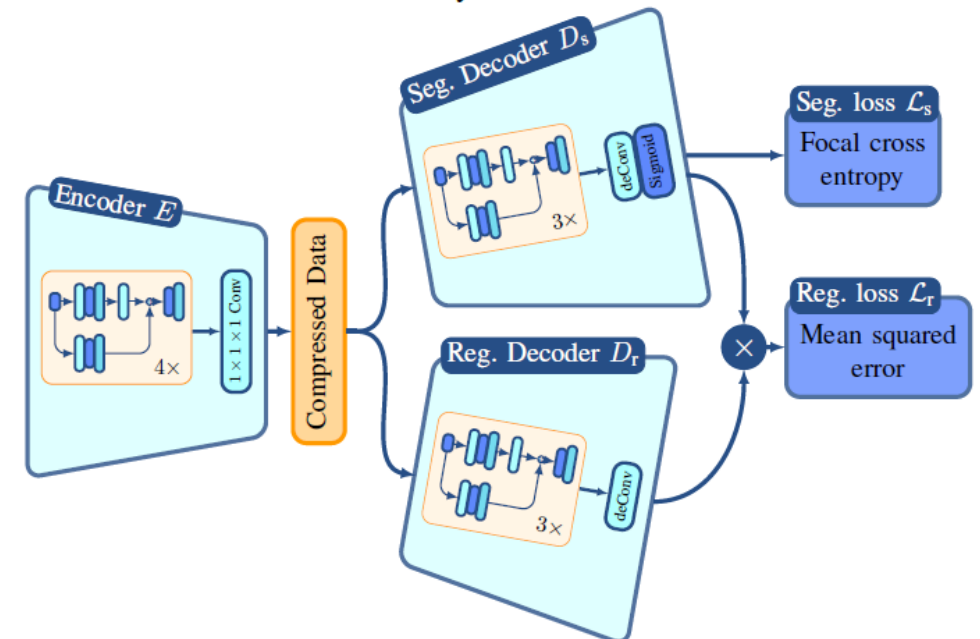 y
Seg. Decoder Dₛ
deConv
Sigmoid
3×
Seg. loss ℒₛ
Focal cross
entropy
Encoder E
4×
1 × 1 × 1 Conv
Compressed Data
×
Reg. loss ℒᵣ
Mean squared
error
Reg. Decoder Dᵣ
3×
deConv